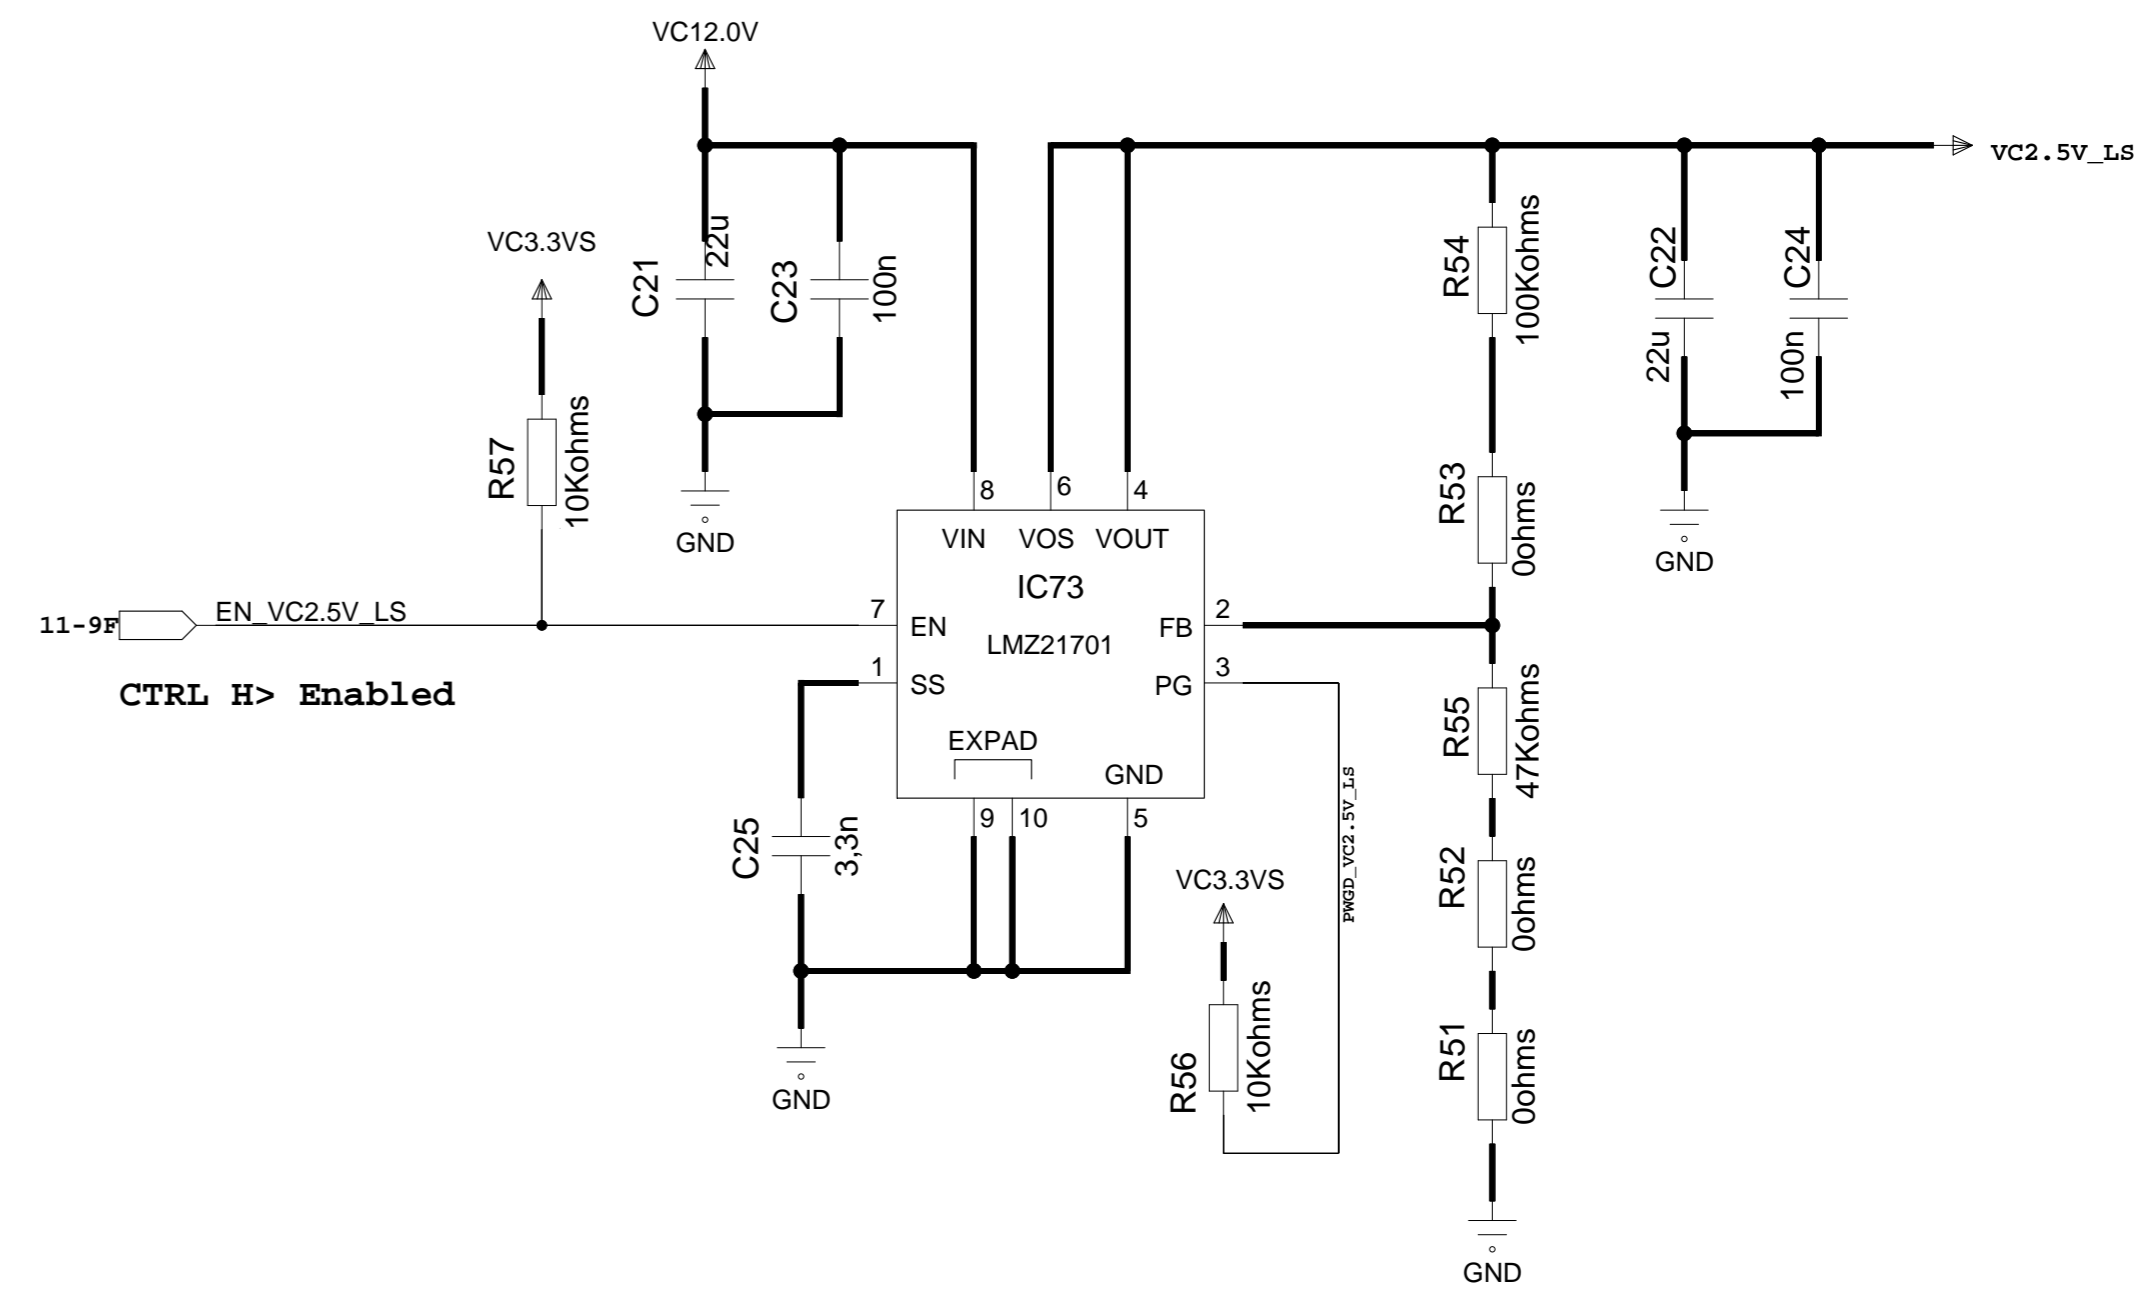 VC12.0V
VC2.5V_LS
VC3.3VS
C21
22u
C23
100n
R54
100Kohms
C22
22u
C24
100n
R57
10Kohms
GND
R53
0ohms
GND
8
6
4
VIN
VOS
VOUT
IC73
LMZ21701
11-9F
EN_VC2.5V_LS
7
EN
FB
2
CTRL H> Enabled
1
SS
PG
3
EXPAD
GND
9
10
5
R55
47Kohms
C25
3,3n
PWGD_VC2.5V_LS
VC3.3VS
R52
0ohms
R56
10Kohms
R51
0ohms
GND
GND